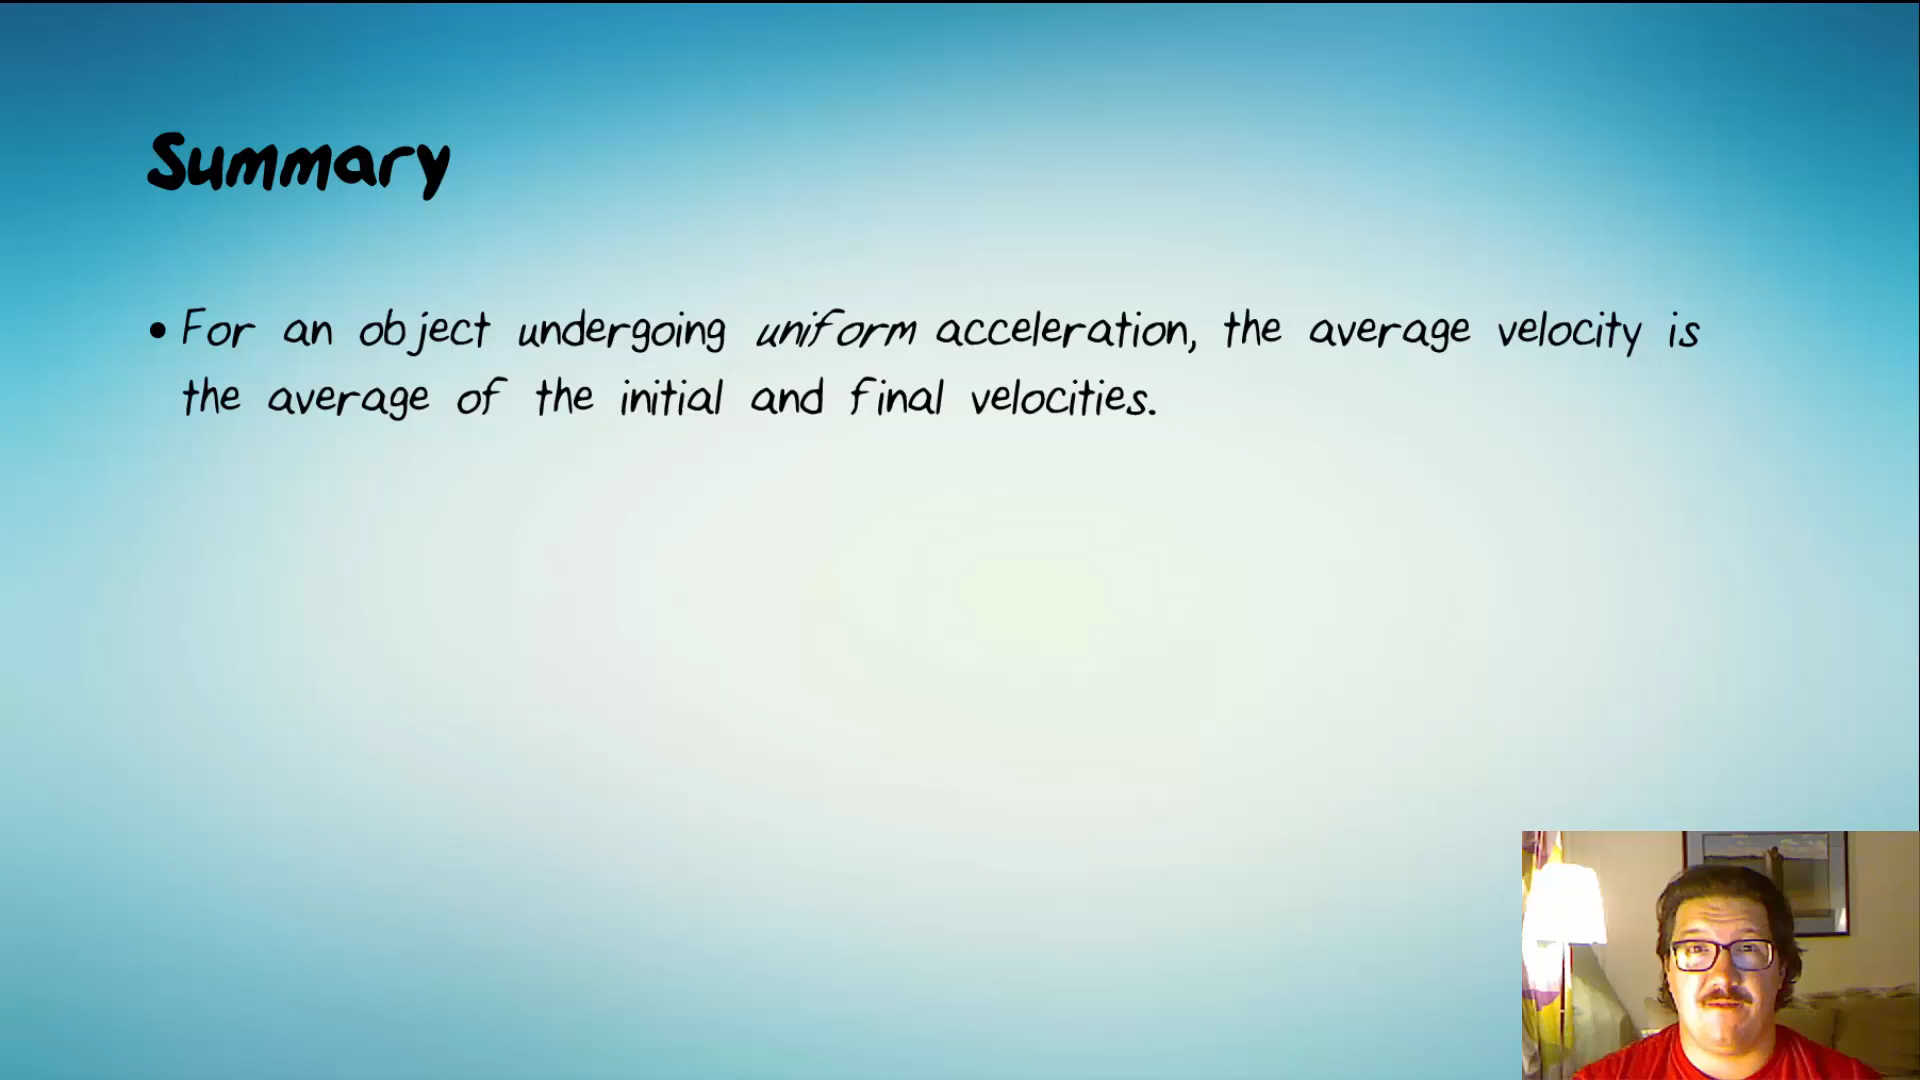 Summary
• For an object undergoing uniform acceleration, the average velocity is
the average of the initial and final velocities.